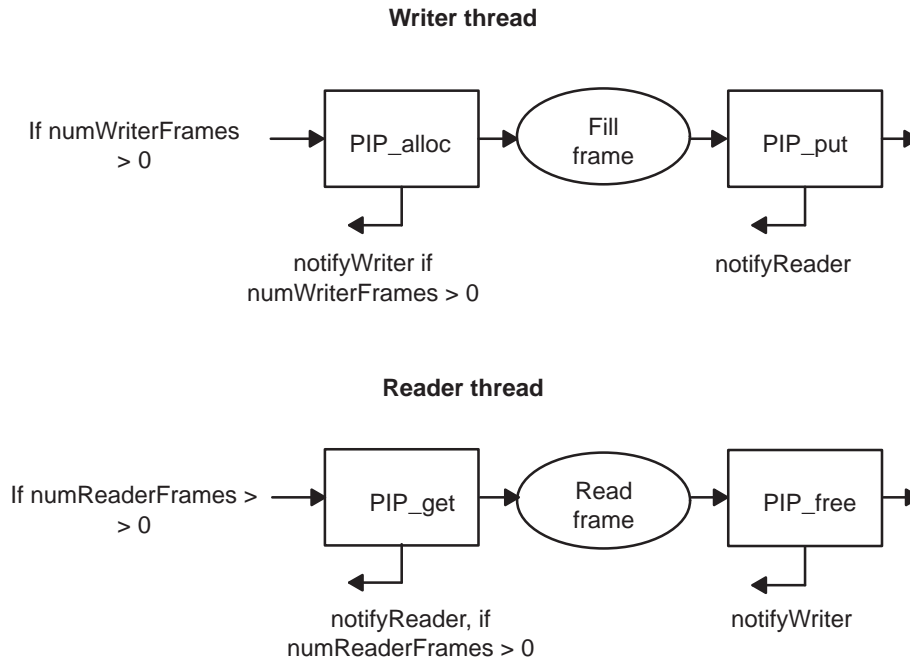 Writer thread
If numWriterFrames
> 0
PIP_alloc
Fill
frame
PIP_put
notifyWriter if
numWriterFrames > 0
notifyReader
Reader thread
If numReaderFrames >
> 0
PIP_get
Read
frame
PIP_free
notifyReader, if
numReaderFrames > 0
notifyWriter